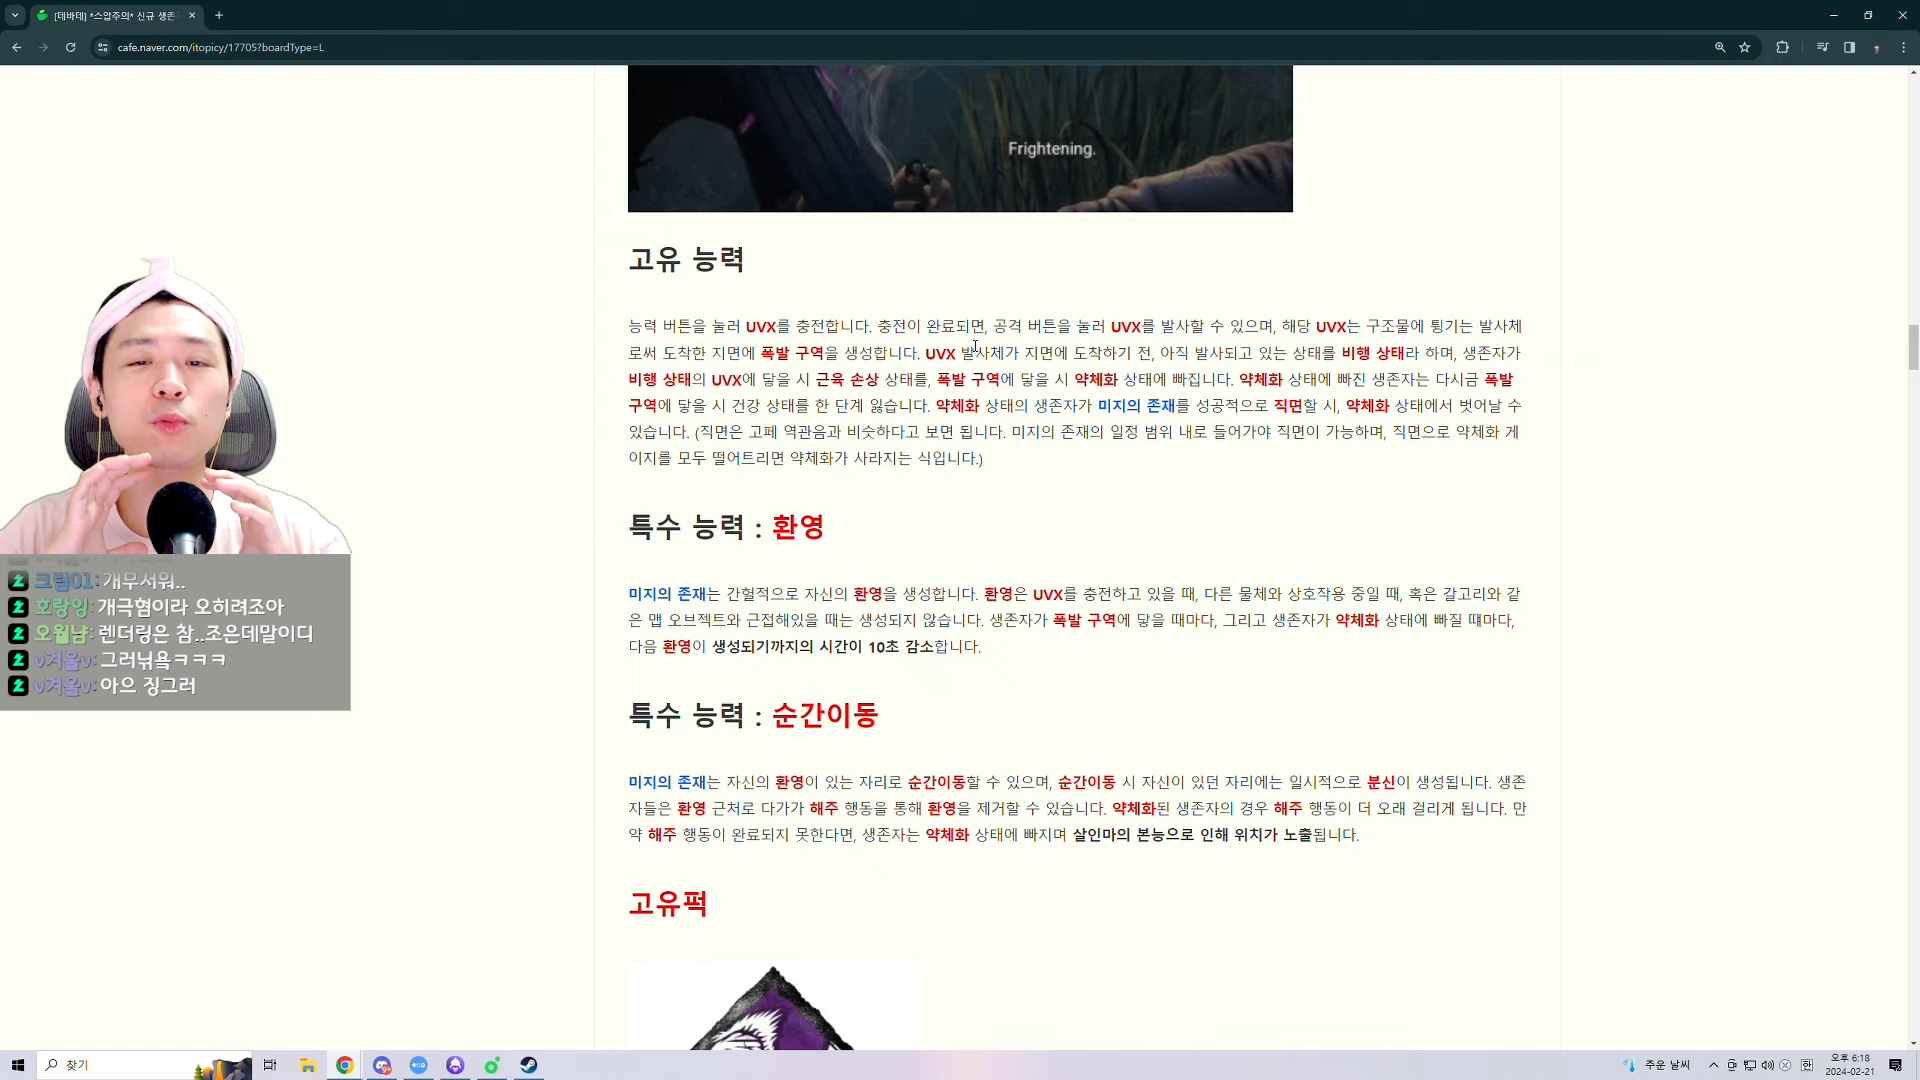 [데바데] *스압주의* 신규 생존
cafe.naver.com/itopicy/17705?boardType=L
Frightening.
고유 능력
능력 버튼을 눌러 UVX를 충전합니다. 충전이 완료되면, 공격 버튼을 눌러 UVX를 발사할 수 있으며, 해당 UVX는 구조물에 튕기는 발사체
로써 도착한 지면에 폭발 구역을 생성합니다. UVX 발사체가 지면에 도착하기 전, 아직 발사되고 있는 상태를 비행 상태라 하며, 생존자가
비행 상태의 UVX에 닿을 시 근육 손상 상태를, 폭발 구역에 닿을 시 약체화 상태에 빠집니다. 약체화 상태에 빠진 생존자는 다시금 폭발
구역에 닿을 시 건강 상태를 한 단계 잃습니다. 약체화 상태의 생존자가 미지의 존재를 성공적으로 직면할 시, 약체화 상태에서 벗어날 수
있습니다. (직면은 고페 역관음과 비슷하다고 보면 됩니다. 미지의 존재의 일정 범위 내로 들어가야 직면이 가능하며, 직면으로 약체화 게
이지를 모두 떨어트리면 약체화가 사라지는 식입니다.)
특수 능력 : 환영
미지의 존재는 간헐적으로 자신의 환영을 생성합니다. 환영은 UVX를 충전하고 있을 때, 다른 물체와 상호작용 중일 때, 혹은 갈고리와 같
은 맵 오브젝트와 근접해있을 때는 생성되지 않습니다. 생존자가 폭발 구역에 닿을 때마다, 그리고 생존자가 약체화 상태에 빠질 떄마다,
다음 환영이 생성되기까지의 시간이 10초 감소합니다.
특수 능력 : 순간이동
미지의 존재는 자신의 환영이 있는 자리로 순간이동할 수 있으며, 순간이동 시 자신이 있던 자리에는 일시적으로 분신이 생성됩니다. 생존
자들은 환영 근처로 다가가 해주 행동을 통해 환영을 제거할 수 있습니다. 약체화된 생존자의 경우 해주 행동이 더 오래 걸리게 됩니다. 만
약 해주 행동이 완료되지 못한다면, 생존자는 약체화 상태에 빠지며 살인마의 본능으로 인해 위치가 노출됩니다.
고유퍽
크림01: 개무서워..
호랑잉: 개극혐이라 오히려조아
오월냥: 렌더링은 참..조은데말이디
v겨울v: 그러닊욬ㅋㅋㅋ
v겨울v: 아으 징그러
찾기
추운 날씨
한
오후 6:18
2024-02-21